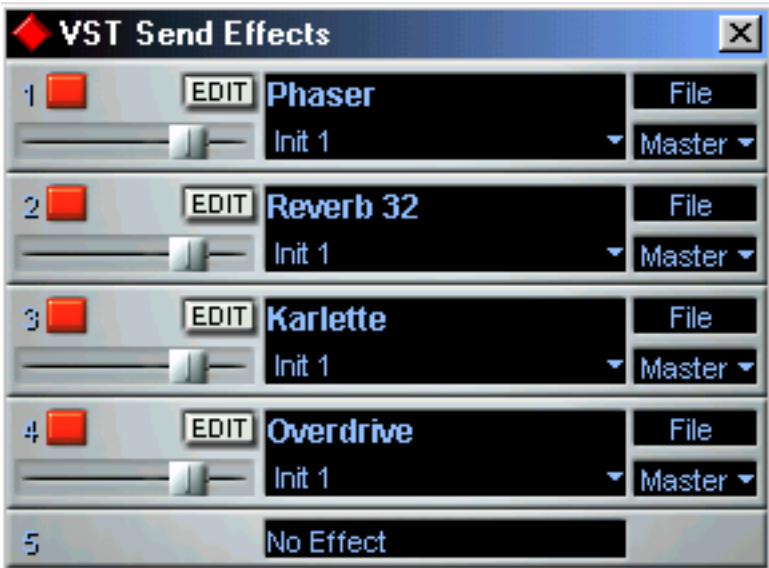 VST Send Effects
1 EDIT Phaser File
Init 1 Master
2 EDIT Reverb 32 File
Init 1 Master
3 EDIT Karlette File
Init 1 Master
4 EDIT Overdrive File
Init 1 Master
5 No Effect